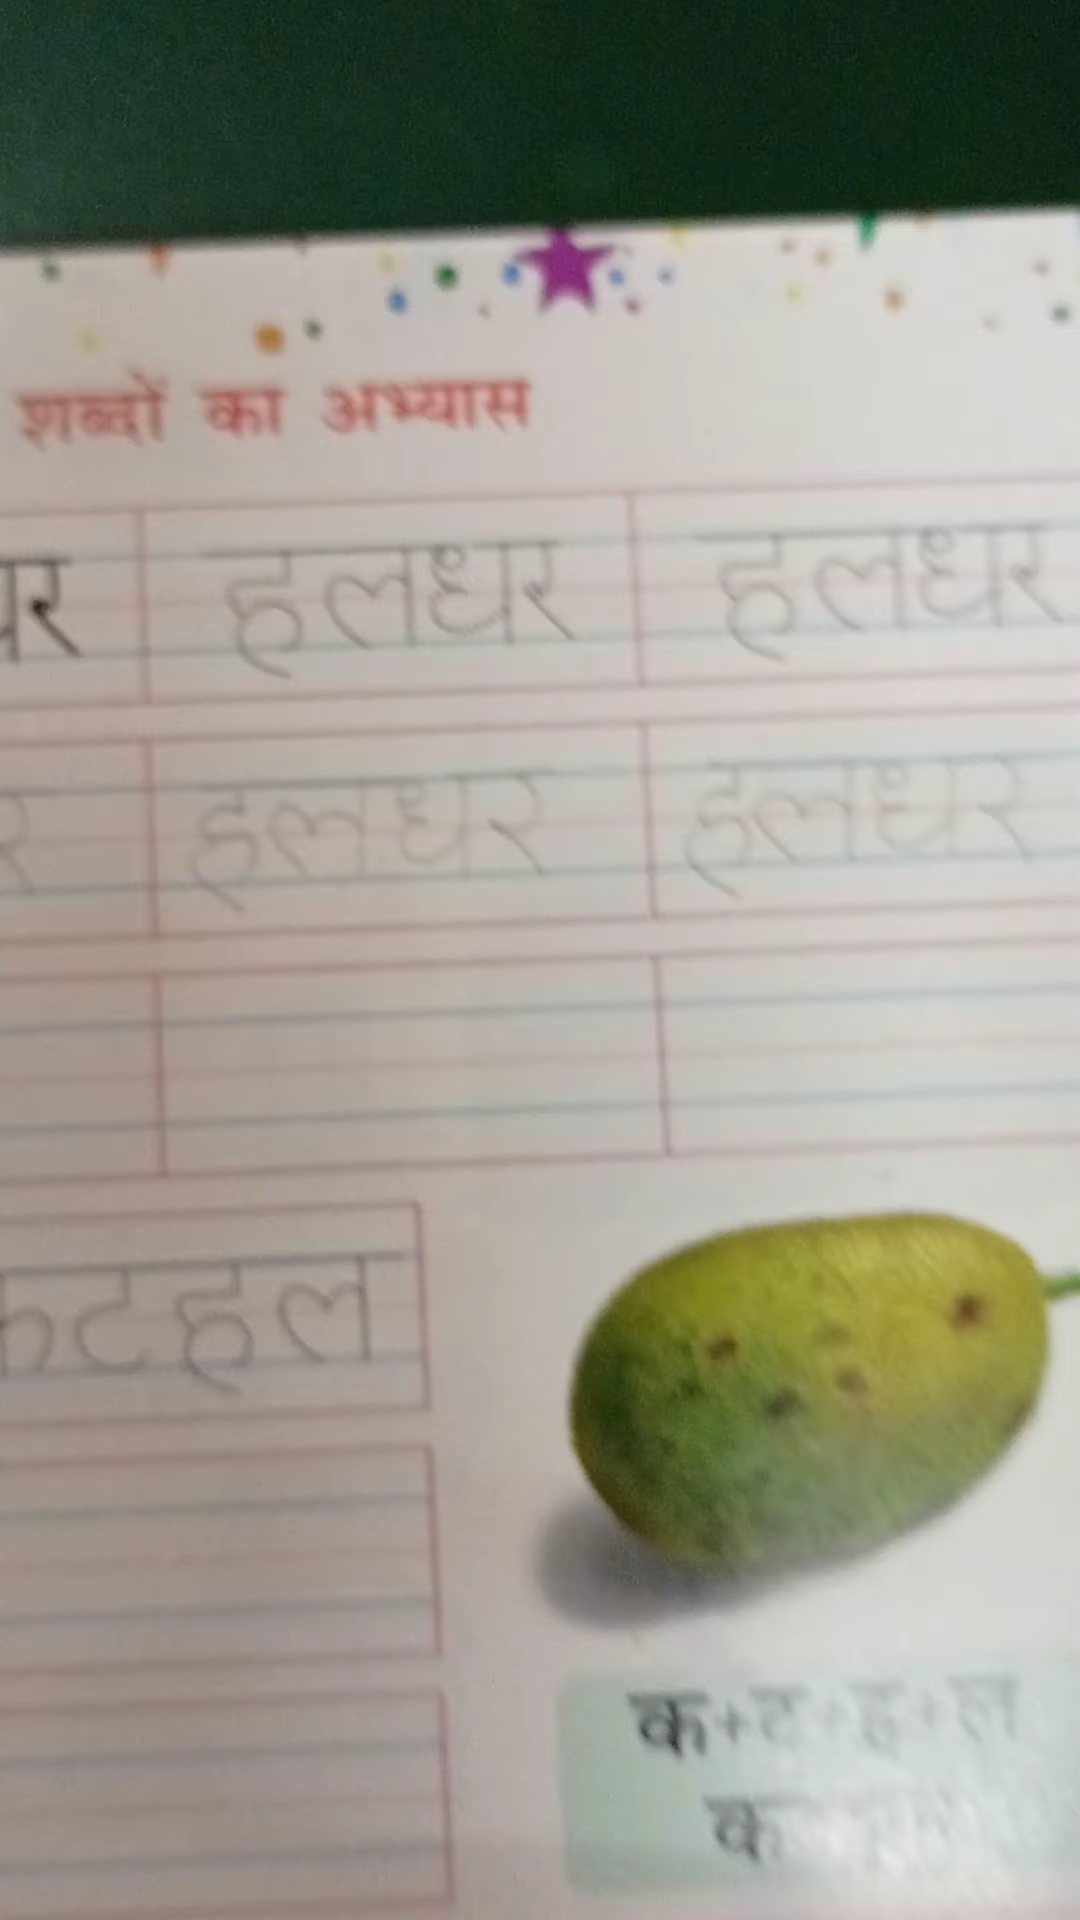 शब्दों का अभ्यास
हलधर हलधर
हलधर हलधर
कटहल
क+ट+ह+ल